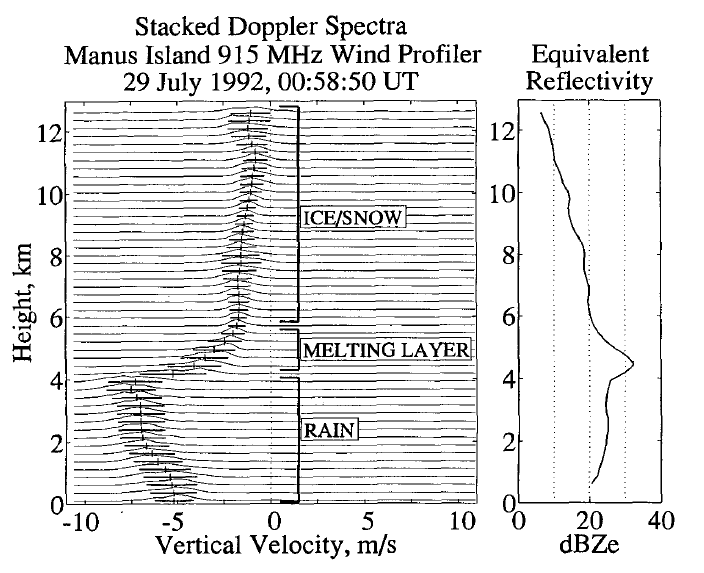 Stacked Doppler Spectra
Manus Island 915 MHz Wind Profiler
29 July 1992, 00:58:50 UT
Equivalent
Reflectivity
Height, km
12
10
8
6
4
2
0
ICE/SNOW
MELTING LAYER
RAIN
-10
-5
0
5
10
Vertical Velocity, m/s
12
10
8
6
4
2
0
0
20
40
dBZe